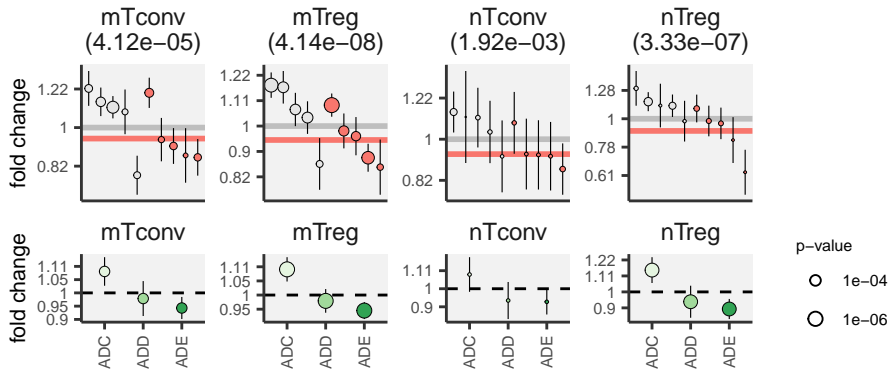 mTconv
(4.12e−05)
mTreg
(4.14e−08)
nTconv
(1.92e−03)
nTreg
(3.33e−07)
fold change
1.22
1
0.82
1.22
1.11
1
0.9
0.82
1.22
1
0.82
1.28
1
0.78
0.61
mTconv
mTreg
nTconv
nTreg
fold change
1.11
1.05
1
0.95
0.9
1.11
1.05
1
0.95
1.11
1
0.9
1.22
1.11
1
0.9
ADC
ADD
ADE
ADC
ADD
ADE
ADC
ADD
ADE
ADC
ADD
ADE
p−value
1e−04
1e−06